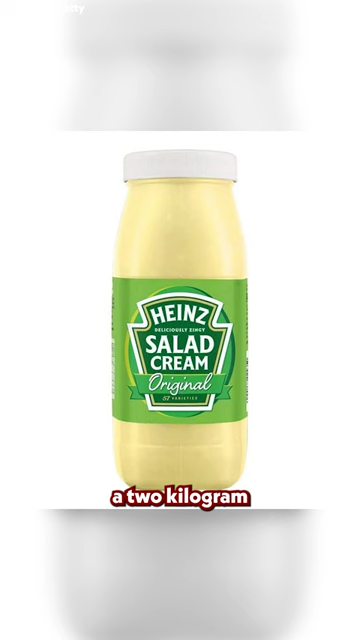 HEINZ
DELICIOUSLY ZINGY
SALAD
CREAM
Original
57 VARIETIES
a two kilogram